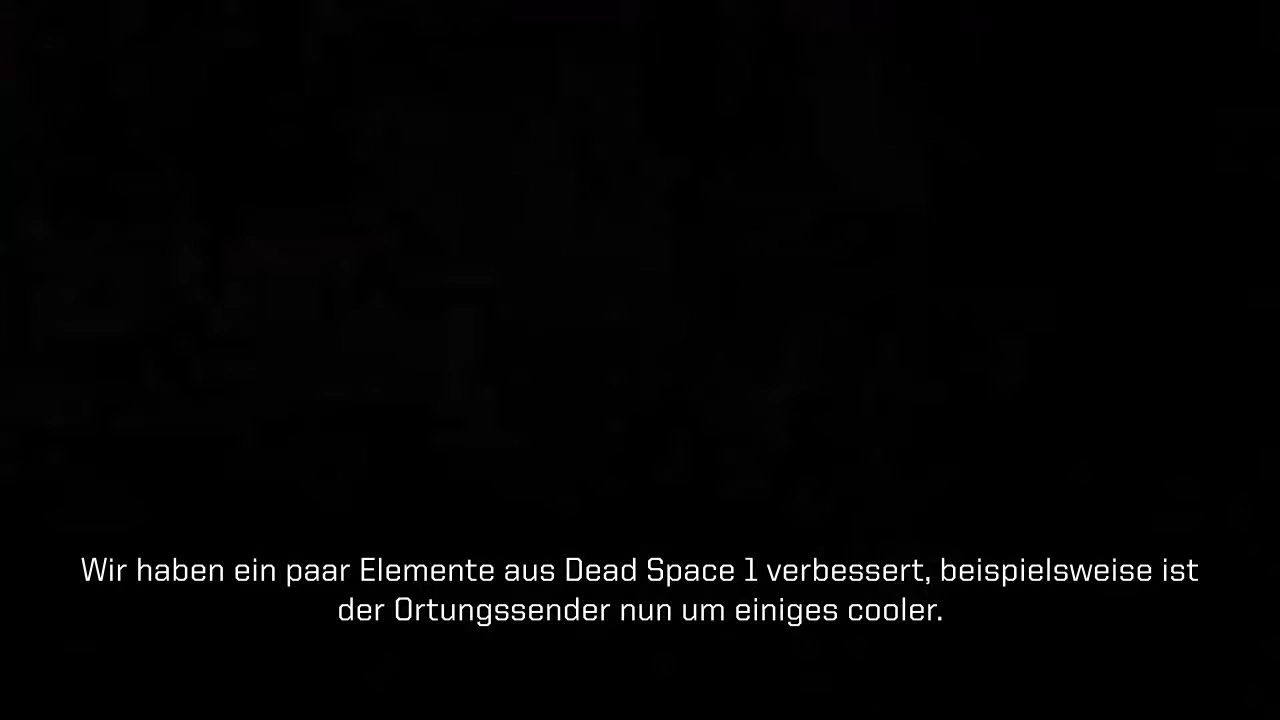 Wir haben ein paar Elemente aus Dead Space 1 verbessert, beispielsweise ist
der Ortungssender nun um einiges cooler.